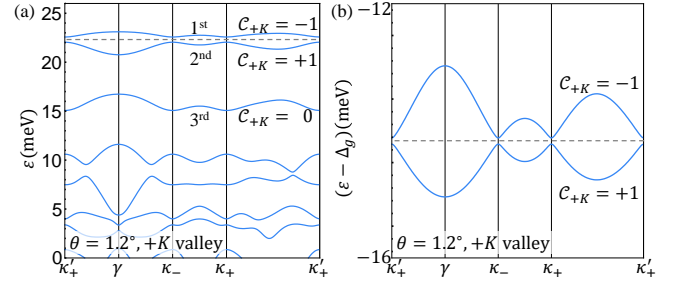 (a)
25
20
15
10
5
0
ε(meV)
1st 𝒞+K = −1
2nd 𝒞+K = +1
3rd 𝒞+K = 0
θ = 1.2°, +K valley
κ′+ γ κ− κ+ κ′+
(b)
−12
−16
(ε − Δg)(meV)
𝒞+K = −1
𝒞+K = +1
θ = 1.2°, +K valley
κ′+ γ κ− κ+ κ′+